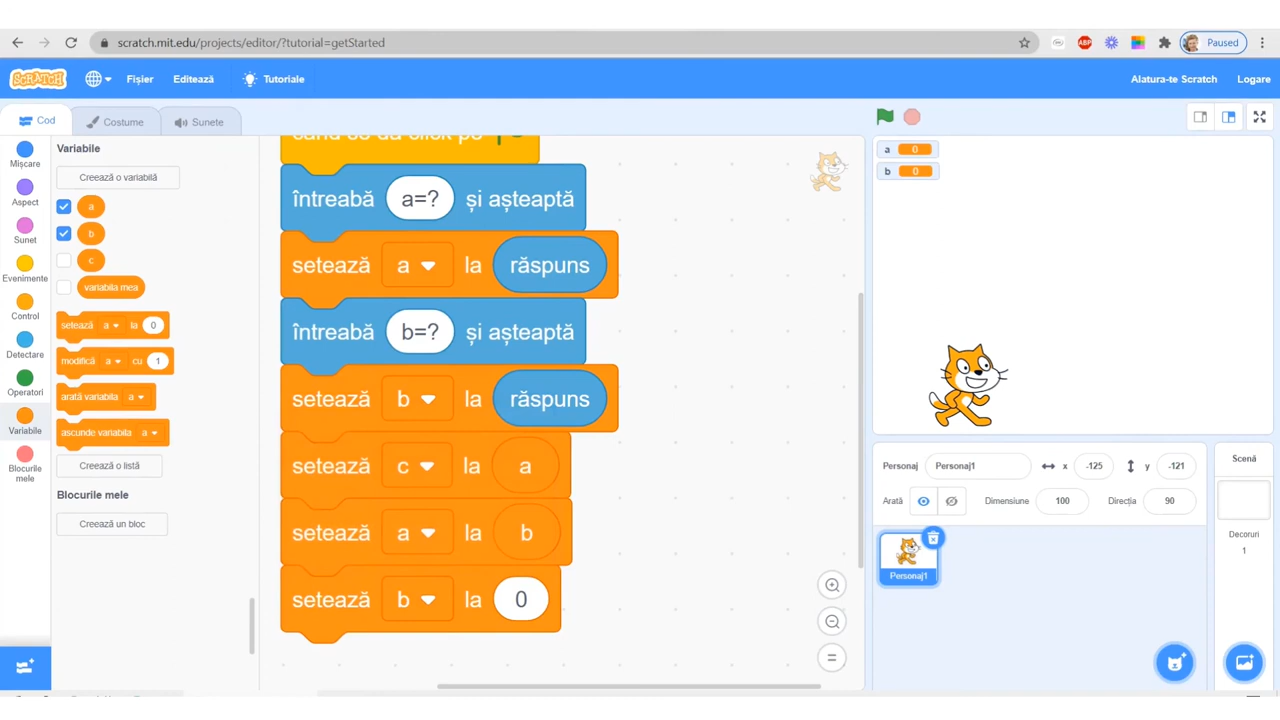 scratch.mit.edu/projects/editor/?tutorial=getStarted
ABP
Paused
SCRATCH
Fișier
Editează
Tutoriale
Alatura-te Scratch
Logare
Cod
Costume
Sunete
Mișcare
Aspect
Sunet
Evenimente
Control
Detectare
Operatori
Variabile
Blocurile
mele
Variabile
Creează o variabilă
a
b
c
variabila mea
setează a la 0
modifică a cu 1
arată variabila a
ascunde variabila a
Creează o listă
Blocurile mele
Creează un bloc
întreabă a=? și așteaptă
setează a la răspuns
întreabă b=? și așteaptă
setează b la răspuns
setează c la a
setează a la b
setează b la 0
a 0
b 0
Personaj Personaj1 x -125 y -121
Arată Dimensiune 100 Direcția 90
Personaj1
Scenă
Decoruri
1